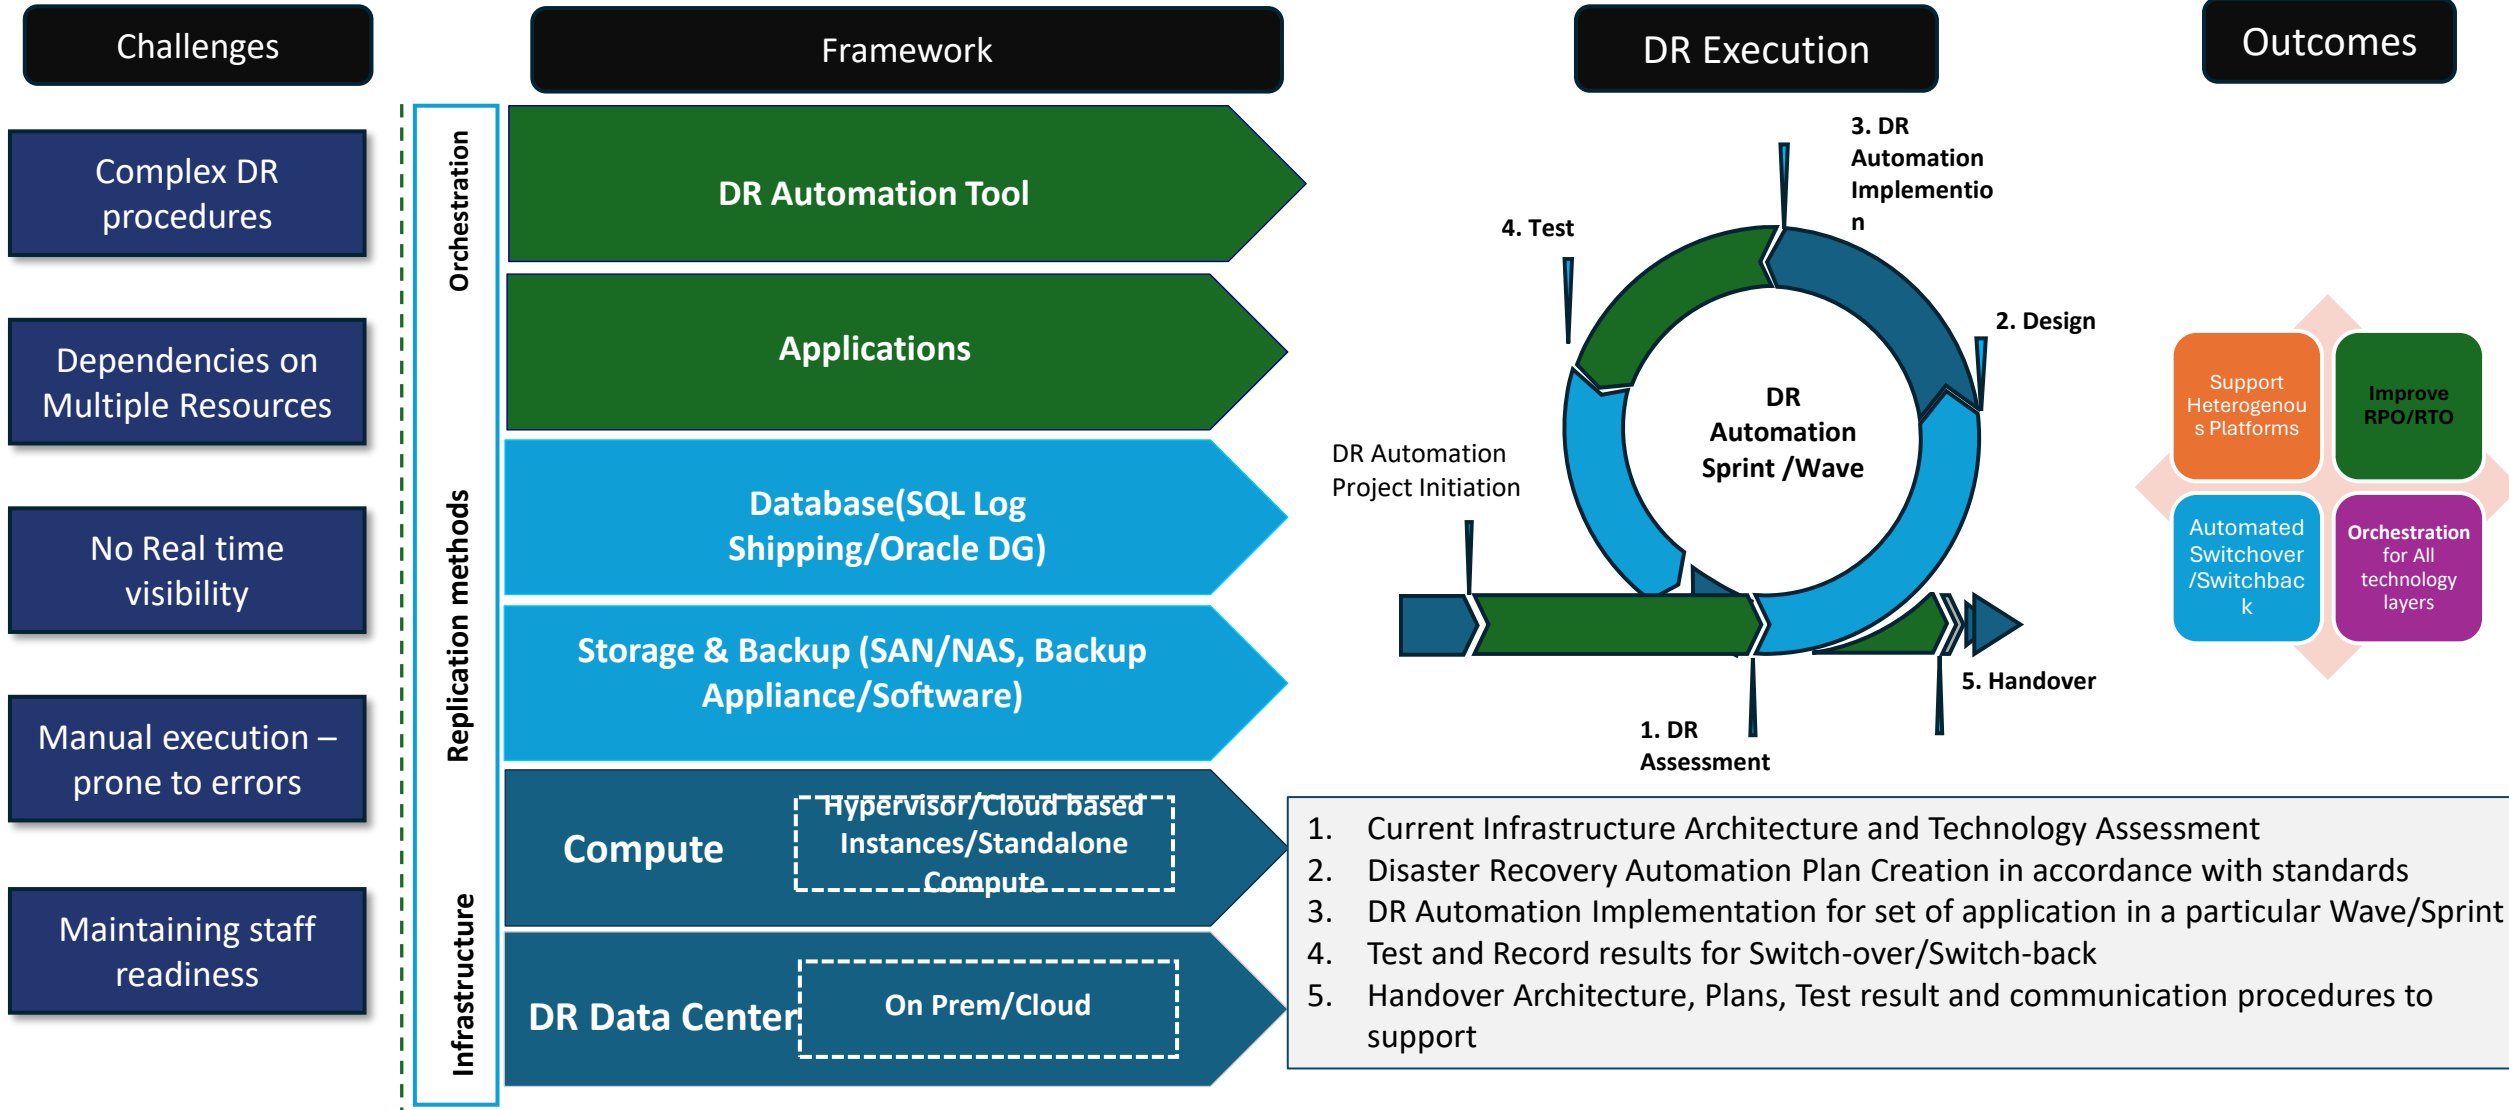 Challenges
Complex DR
procedures
Dependencies on
Multiple Resources
No Real time
visibility
Manual execution –
prone to errors
Maintaining staff
readiness
Framework
Orchestration
Replication methods
Infrastructure
DR Automation Tool
Applications
Database(SQL Log
Shipping/Oracle DG)
Storage & Backup (SAN/NAS, Backup
Appliance/Software)
Compute
Hypervisor/Cloud based
Instances/Standalone
Compute
DR Data Center
On Prem/Cloud
DR Execution
3. DR
Automation
Implementio
n
4. Test
2. Design
DR
Automation
Sprint /Wave
DR Automation
Project Initiation
5. Handover
1. DR
Assessment
1. Current Infrastructure Architecture and Technology Assessment
2. Disaster Recovery Automation Plan Creation in accordance with standards
3. DR Automation Implementation for set of application in a particular Wave/Sprint
4. Test and Record results for Switch-over/Switch-back
5. Handover Architecture, Plans, Test result and communication procedures to
support
Outcomes
Support
Heterogenou
s Platforms
Improve
RPO/RTO
Automated
Switchover
/Switchbac
k
Orchestration
for All
technology
layers